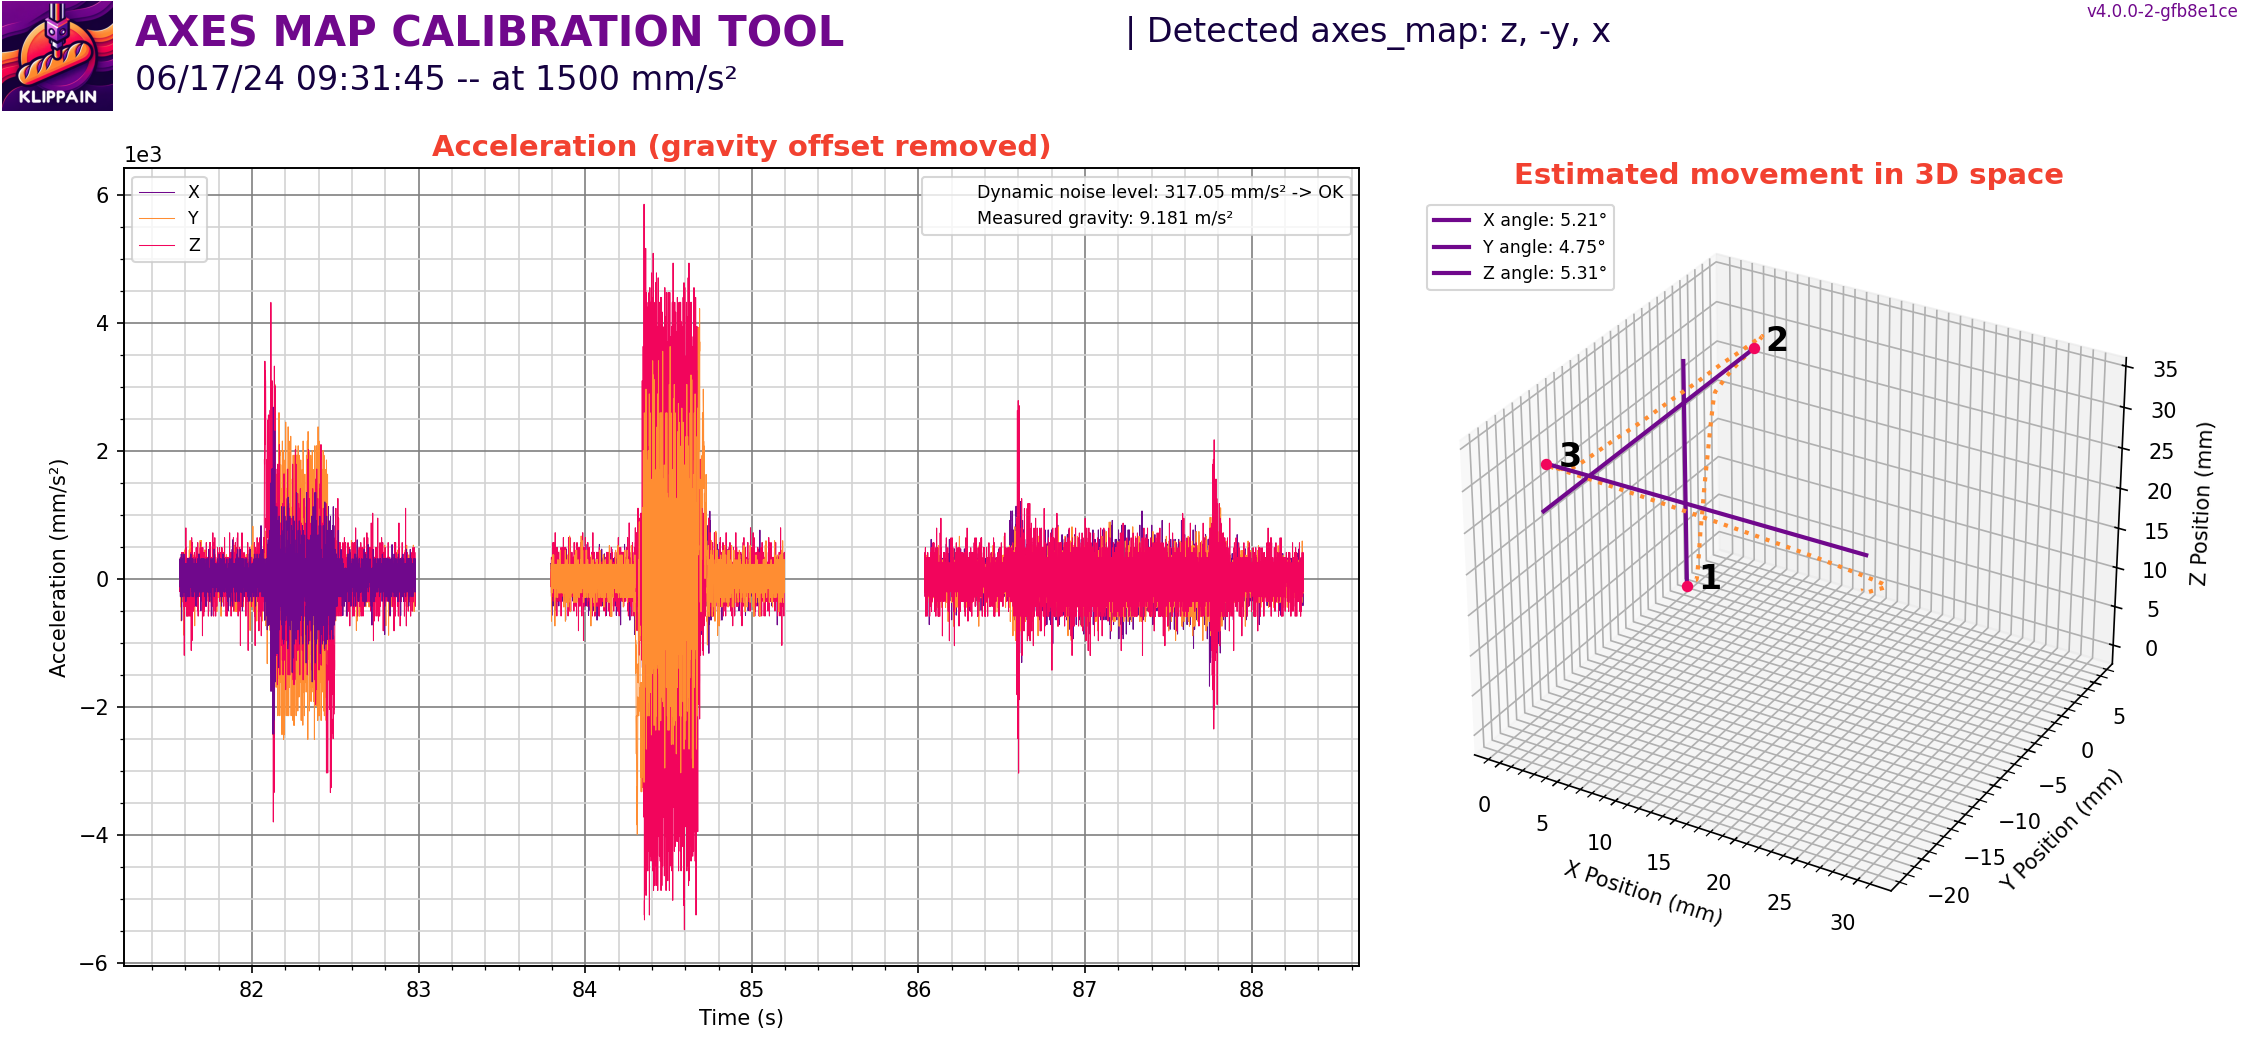 KLIPPAIN
AXES MAP CALIBRATION TOOL
06/17/24 09:31:45 -- at 1500 mm/s²
| Detected axes_map: z, -y, x
v4.0.0-2-gfb8e1ce
Acceleration (gravity offset removed)
1e3
X
Y
Z
Dynamic noise level: 317.05 mm/s² -> OK
Measured gravity: 9.181 m/s²
Acceleration (mm/s²)
6
4
2
0
−2
−4
−6
82
83
84
85
86
87
88
Time (s)
Estimated movement in 3D space
X angle: 5.21°
Y angle: 4.75°
Z angle: 5.31°
2
3
1
35
30
25
20
15
10
5
0
Z Position (mm)
5
0
−5
−10
−15
−20
Y Position (mm)
0
5
10
15
20
25
30
X Position (mm)